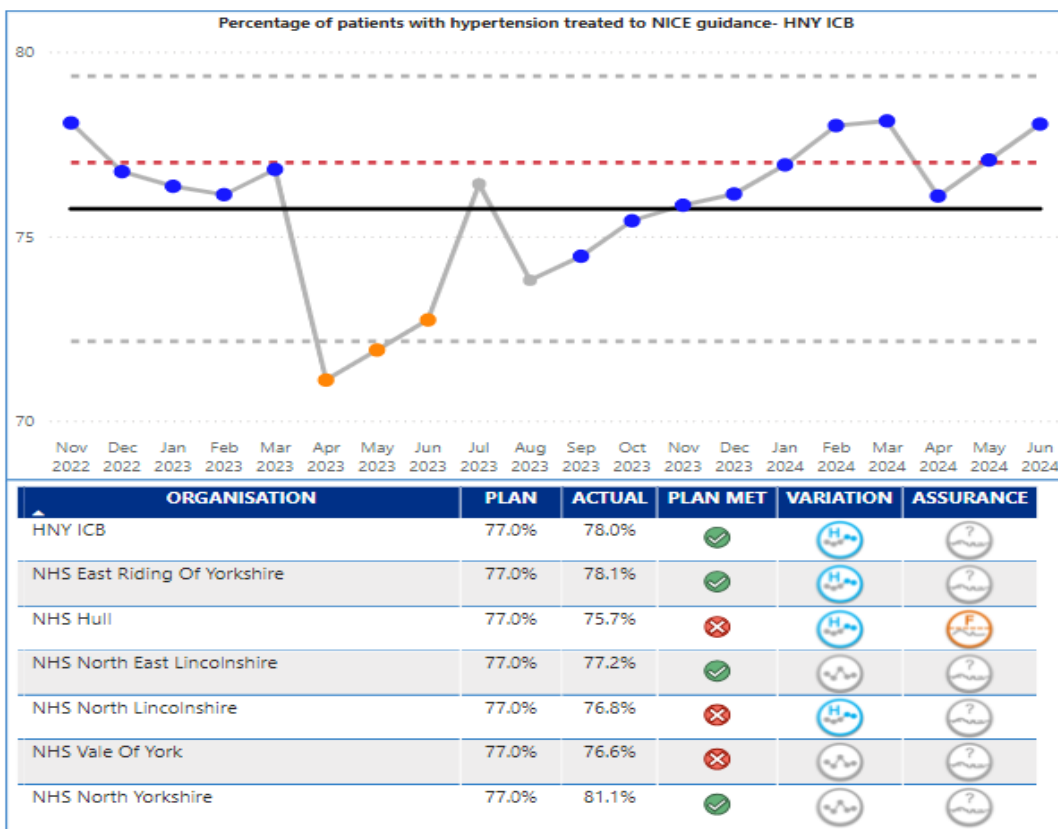 Percentage of patients with hypertension treated to NICE guidance- HNY ICB
80
75
70
Nov Dec Jan Feb Mar Apr May Jun Jul Aug Sep Oct Nov Dec Jan Feb Mar Apr May Jun
2022 2022 2023 2023 2023 2023 2023 2023 2023 2023 2023 2023 2023 2023 2024 2024 2024 2024 2024 2024
ORGANISATION PLAN ACTUAL PLAN MET VARIATION ASSURANCE
HNY ICB 77.0% 78.0% H ?
NHS East Riding Of Yorkshire 77.0% 78.1% H ?
NHS Hull 77.0% 75.7% H F
NHS North East Lincolnshire 77.0% 77.2% ?
NHS North Lincolnshire 77.0% 76.8% H ?
NHS Vale Of York 77.0% 76.6% ?
NHS North Yorkshire 77.0% 81.1% ?